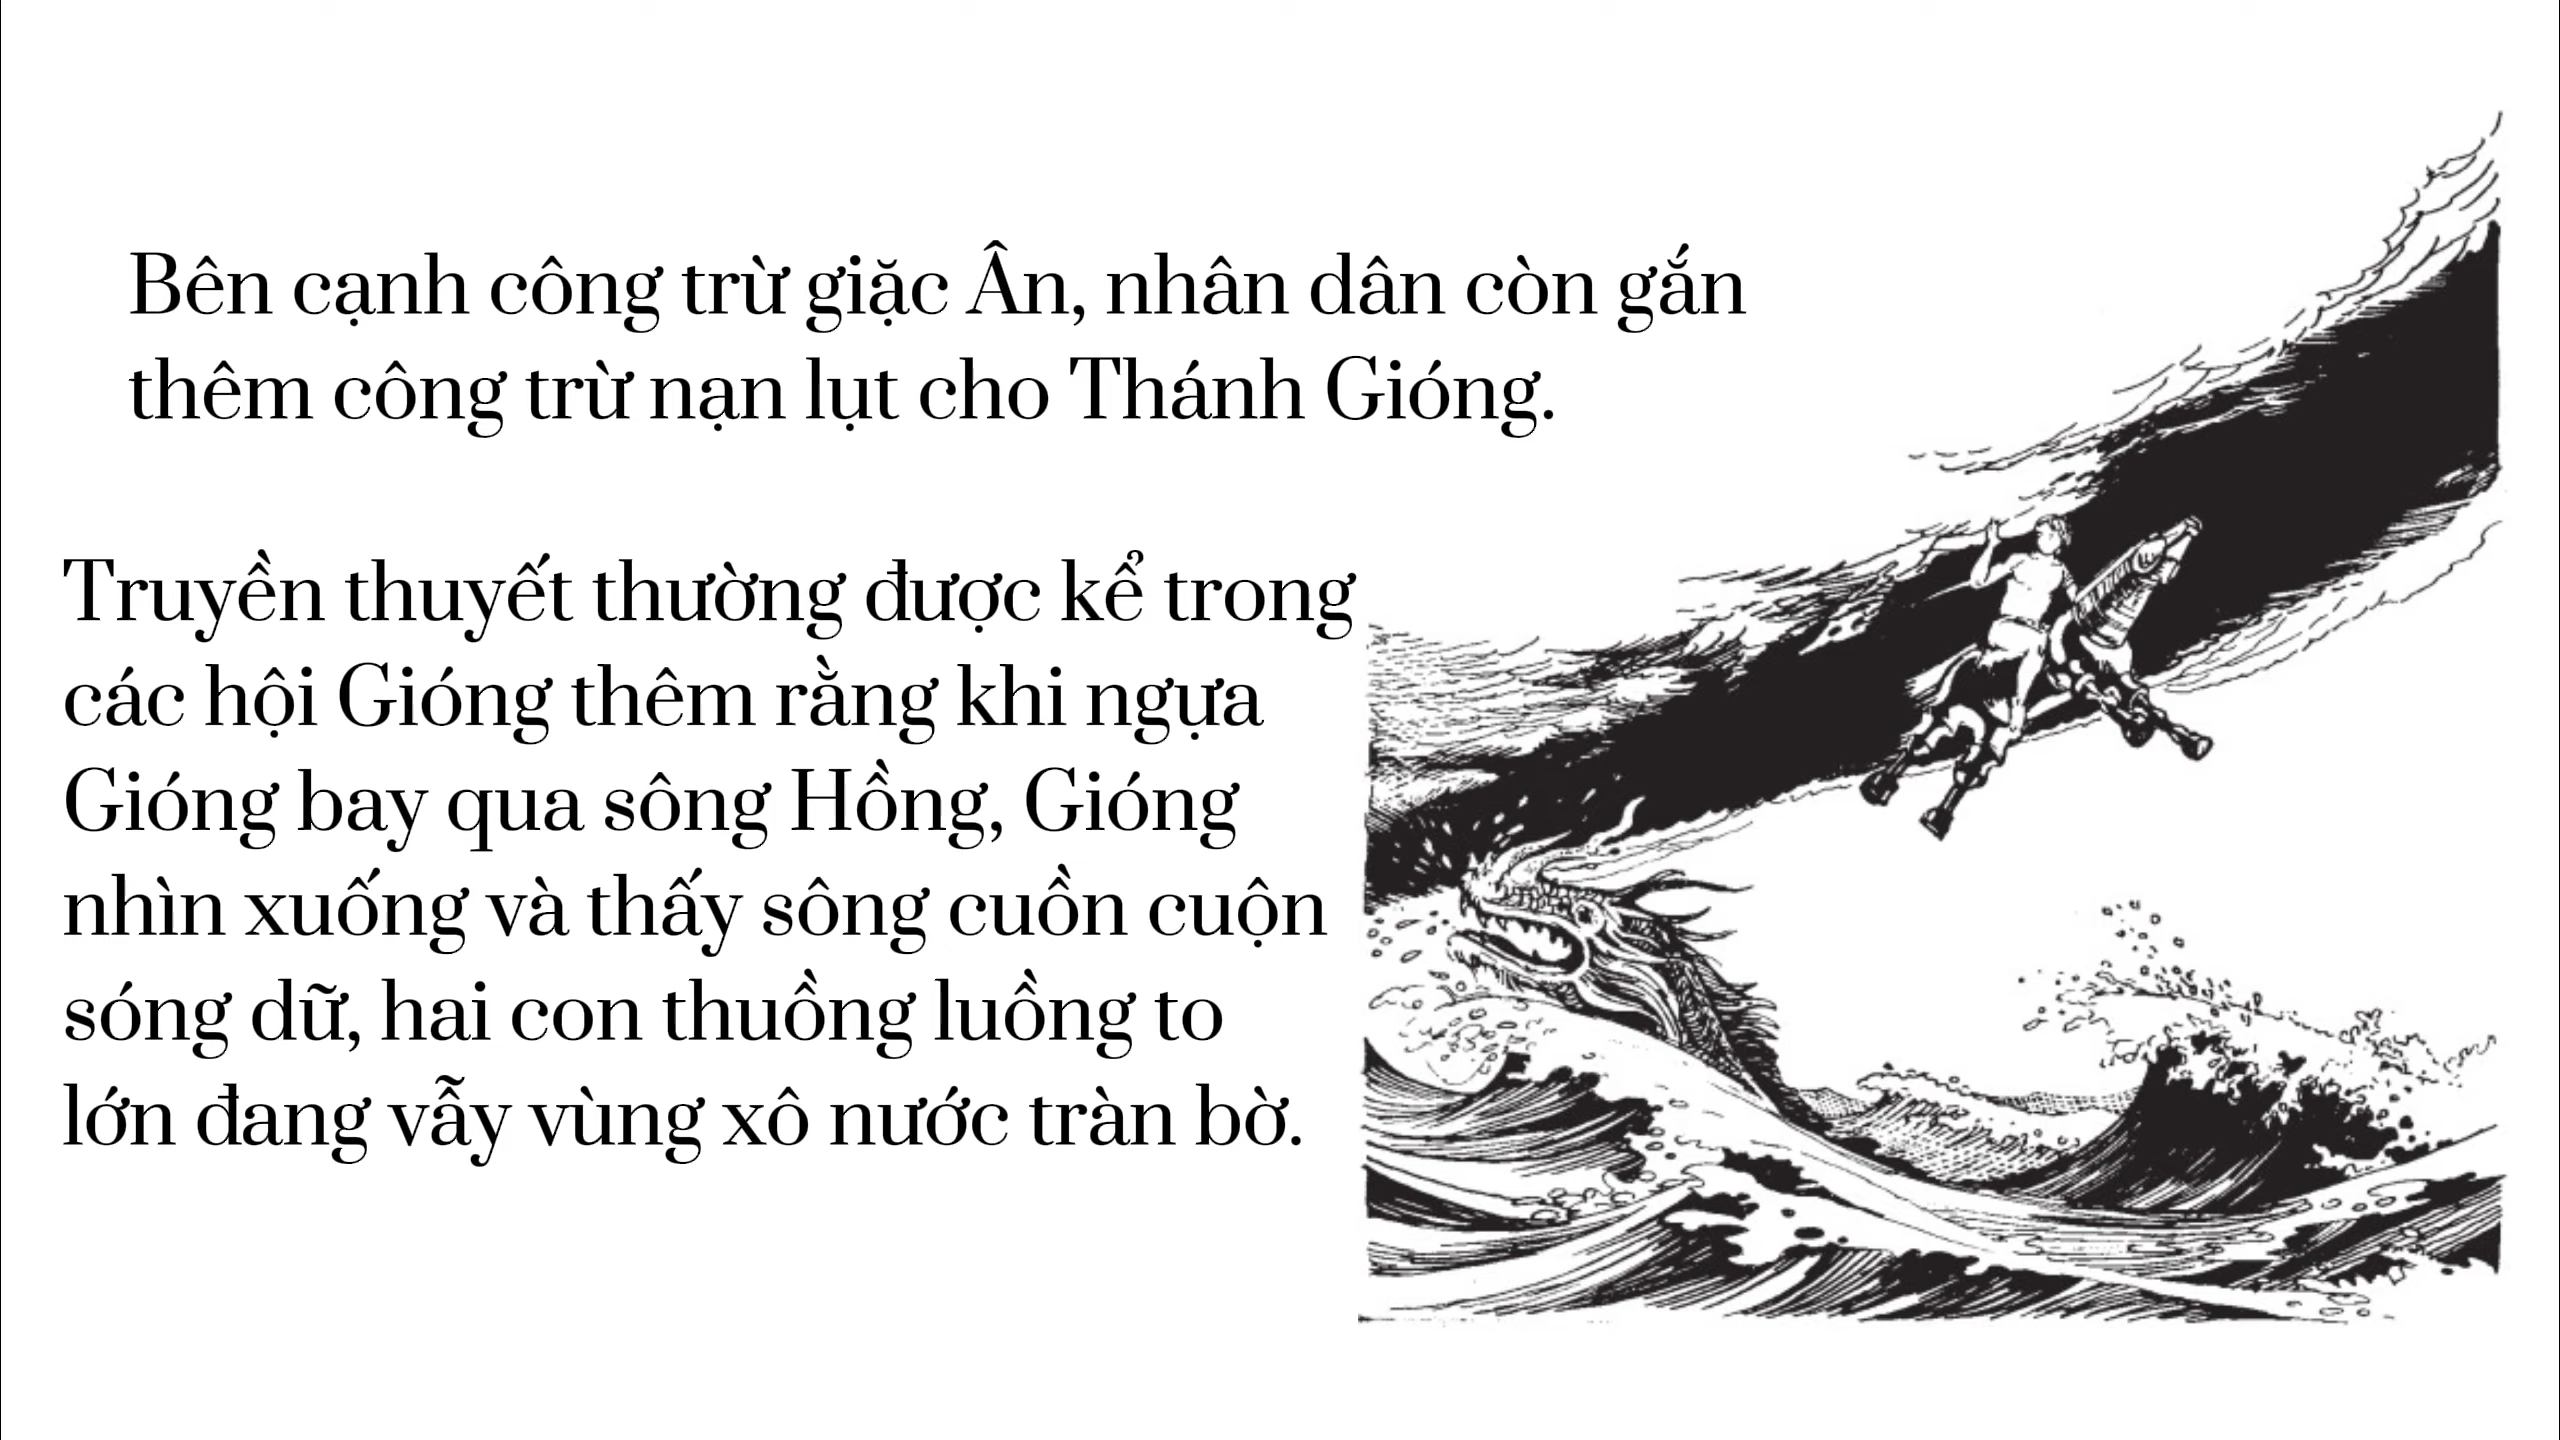 Bên cạnh công trừ giặc Ân, nhân dân còn gắn
thêm công trừ nạn lụt cho Thánh Gióng.
Truyền thuyết thường được kể trong
các hội Gióng thêm rằng khi ngựa
Gióng bay qua sông Hồng, Gióng
nhìn xuống và thấy sông cuồn cuộn
sóng dữ, hai con thuồng luồng to
lớn đang vẫy vùng xô nước tràn bờ.